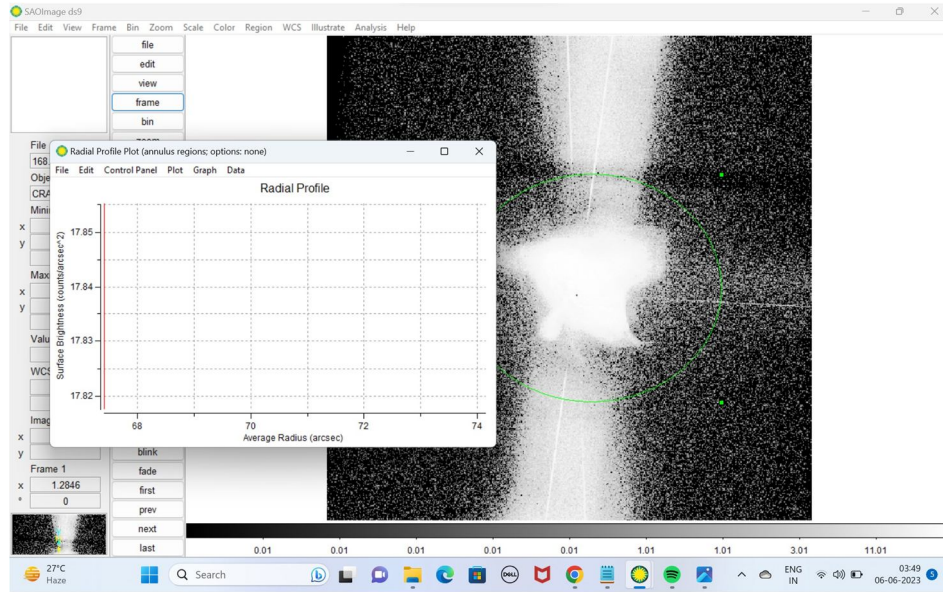 SAOImage ds9
File Edit View Frame Bin Zoom Scale Color Region WCS Illustrate Analysis Help
file
edit
view
frame
bin
File
168.
Obje
CRA
Mini
x
y
Max
x
y
Valu
WCS
Imag
x
y
Frame 1
x 1.2846
° 0
Radial Profile Plot (annulus regions; options: none)
File Edit Control Panel Plot Graph Data
Radial Profile
Surface Brightness (counts/arcsec^2)
17.85
17.84
17.83
17.82
68 70 72 74
Average Radius (arcsec)
blink
fade
first
prev
next
last
0.01 0.01 0.01 0.01 0.01 1.01 1.01 3.01 11.01
27°C
Haze
Search
DELL
ENG
IN
03:49
06-06-2023
5